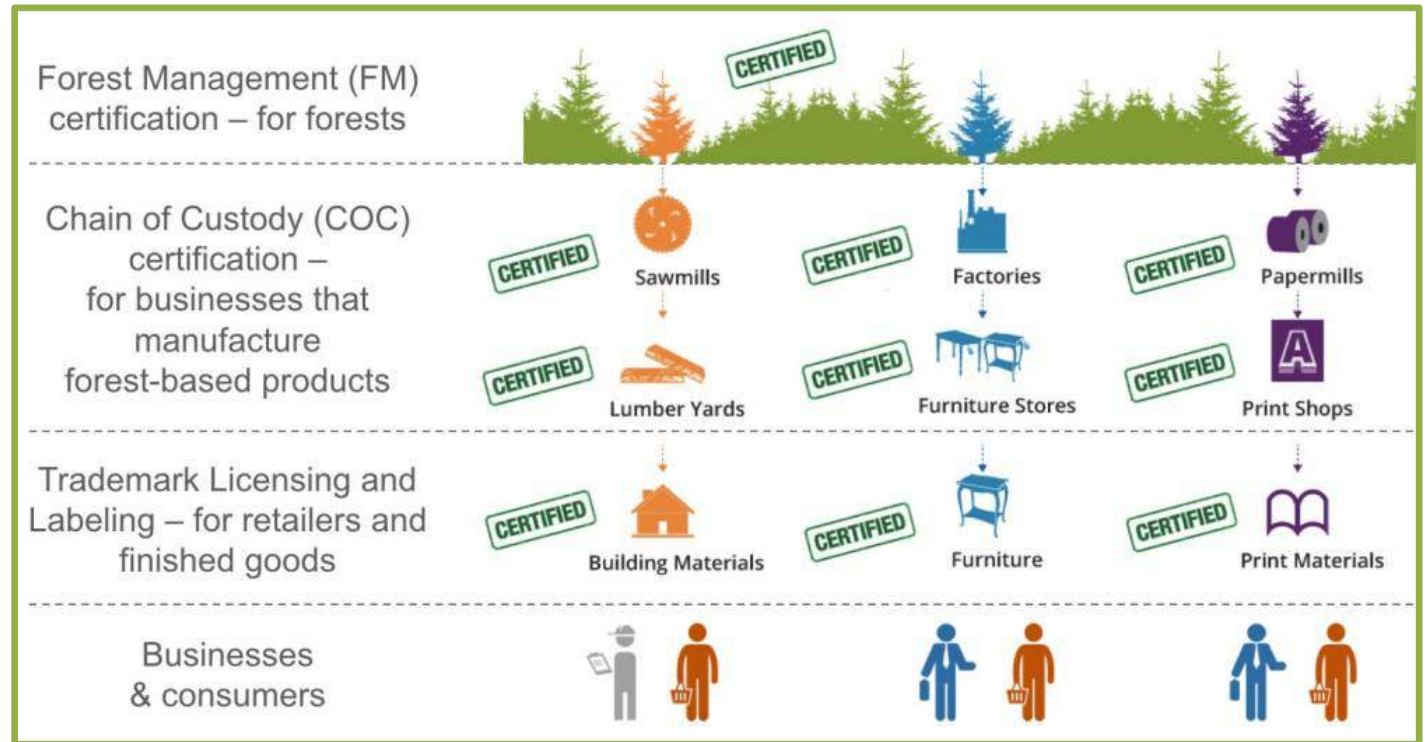 CERTIFIED
Forest Management (FM)
certification – for forests
Chain of Custody (COC)
certification –
for businesses that
manufacture
forest-based products
CERTIFIED
Sawmills
CERTIFIED
Factories
CERTIFIED
Papermills
CERTIFIED
Lumber Yards
CERTIFIED
Furniture Stores
CERTIFIED
A
Print Shops
Trademark Licensing and
Labeling – for retailers and
finished goods
CERTIFIED
Building Materials
CERTIFIED
Furniture
CERTIFIED
Print Materials
Businesses
& consumers